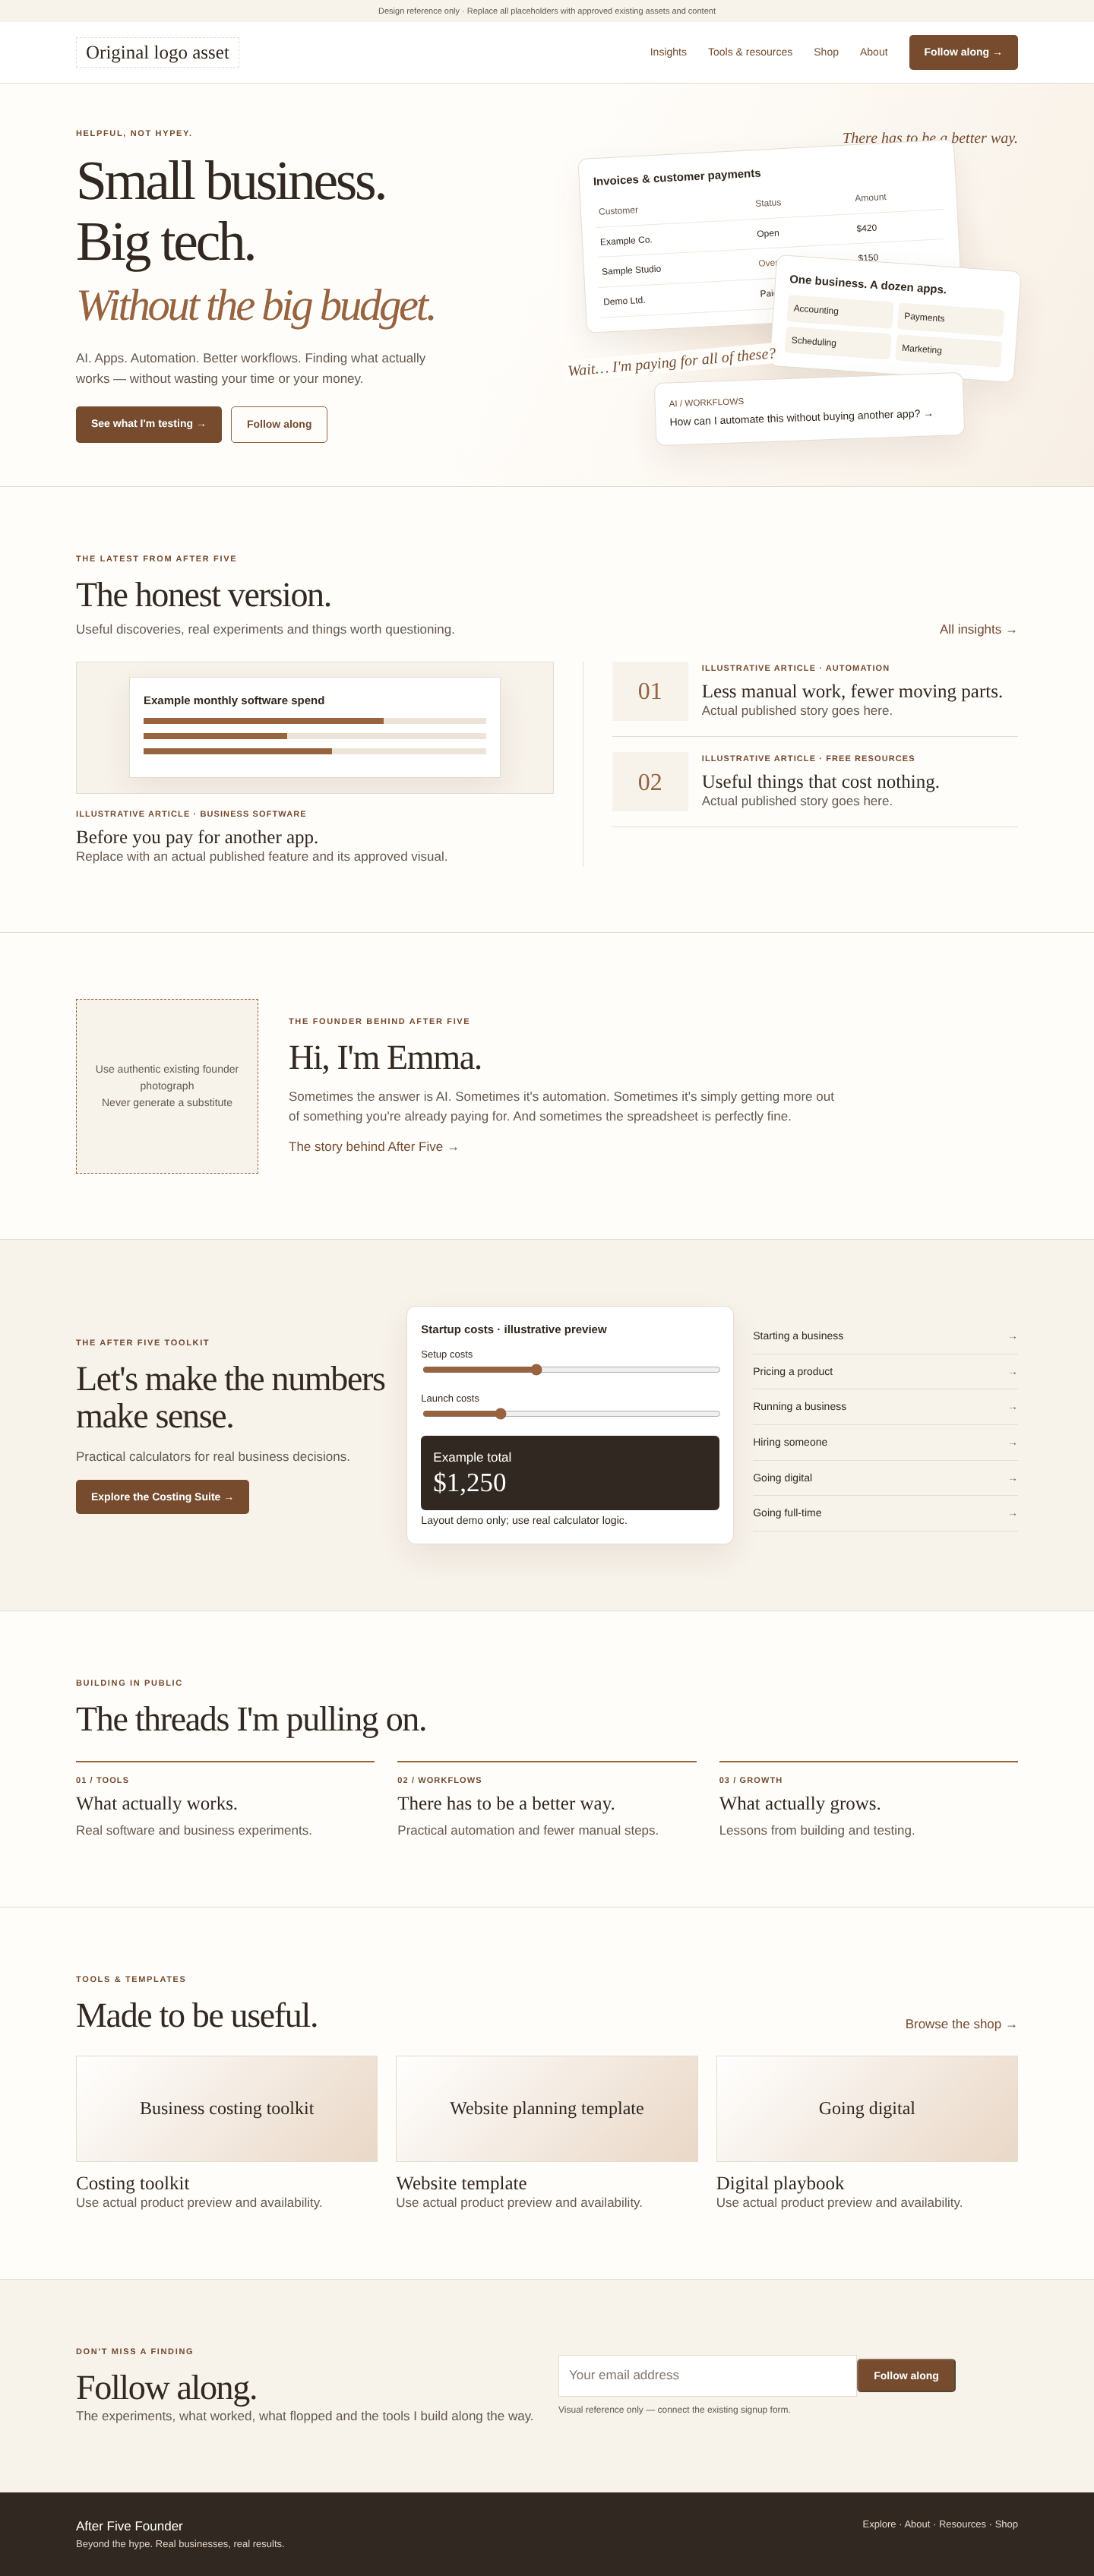 Design reference only · Replace all placeholders with approved existing assets and content
Original logo asset
Insights
Tools & resources
Shop
About
Follow along →
HELPFUL, NOT HYPEY.
Small business.
Big tech.
Without the big budget.
AI. Apps. Automation. Better workflows. Finding what actually
works — without wasting your time or your money.
See what I'm testing →
Follow along
There has to be a better way.
Invoices & customer payments
Customer Status Amount
Example Co. Open $420
Sample Studio Over $150
Demo Ltd. Pai
One business. A dozen apps.
Accounting
Payments
Scheduling
Marketing
Wait… I'm paying for all of these?
AI / WORKFLOWS
How can I automate this without buying another app? →
THE LATEST FROM AFTER FIVE
The honest version.
Useful discoveries, real experiments and things worth questioning.
All insights →
Example monthly software spend
ILLUSTRATIVE ARTICLE · BUSINESS SOFTWARE
Before you pay for another app.
Replace with an actual published feature and its approved visual.
01
ILLUSTRATIVE ARTICLE · AUTOMATION
Less manual work, fewer moving parts.
Actual published story goes here.
02
ILLUSTRATIVE ARTICLE · FREE RESOURCES
Useful things that cost nothing.
Actual published story goes here.
Use authentic existing founder
photograph
Never generate a substitute
THE FOUNDER BEHIND AFTER FIVE
Hi, I'm Emma.
Sometimes the answer is AI. Sometimes it's automation. Sometimes it's simply getting more out
of something you're already paying for. And sometimes the spreadsheet is perfectly fine.
The story behind After Five →
THE AFTER FIVE TOOLKIT
Let's make the numbers
make sense.
Practical calculators for real business decisions.
Explore the Costing Suite →
Startup costs · illustrative preview
Setup costs
Launch costs
Example total
$1,250
Layout demo only; use real calculator logic.
Starting a business →
Pricing a product →
Running a business →
Hiring someone →
Going digital →
Going full-time →
BUILDING IN PUBLIC
The threads I'm pulling on.
01 / TOOLS
What actually works.
Real software and business experiments.
02 / WORKFLOWS
There has to be a better way.
Practical automation and fewer manual steps.
03 / GROWTH
What actually grows.
Lessons from building and testing.
TOOLS & TEMPLATES
Made to be useful.
Browse the shop →
Business costing toolkit
Costing toolkit
Use actual product preview and availability.
Website planning template
Website template
Use actual product preview and availability.
Going digital
Digital playbook
Use actual product preview and availability.
DON'T MISS A FINDING
Follow along.
The experiments, what worked, what flopped and the tools I build along the way.
Your email address
Follow along
Visual reference only — connect the existing signup form.
After Five Founder
Beyond the hype. Real businesses, real results.
Explore · About · Resources · Shop